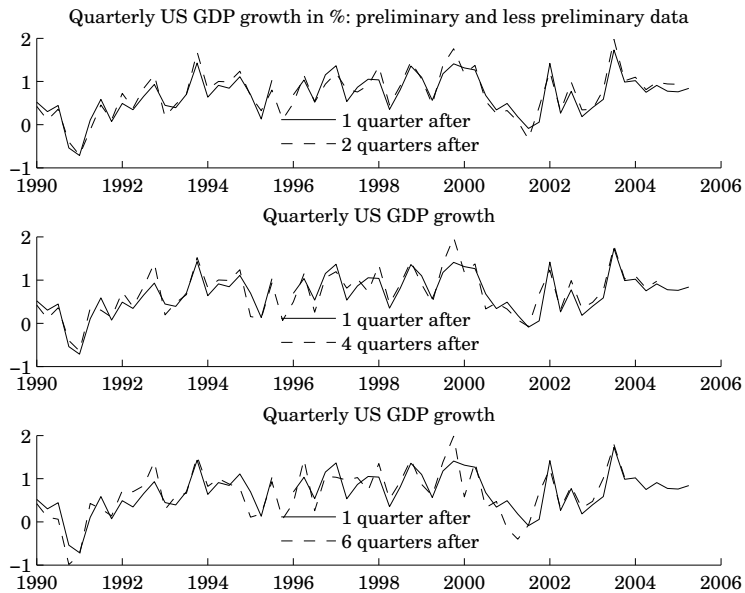 Quarterly US GDP growth in %: preliminary and less preliminary data
2
1
0
−1
1 quarter after
2 quarters after
1990 1992 1994 1996 1998 2000 2002 2004 2006
Quarterly US GDP growth
2
1
0
−1
1 quarter after
4 quarters after
1990 1992 1994 1996 1998 2000 2002 2004 2006
Quarterly US GDP growth
2
1
0
−1
1 quarter after
6 quarters after
1990 1992 1994 1996 1998 2000 2002 2004 2006